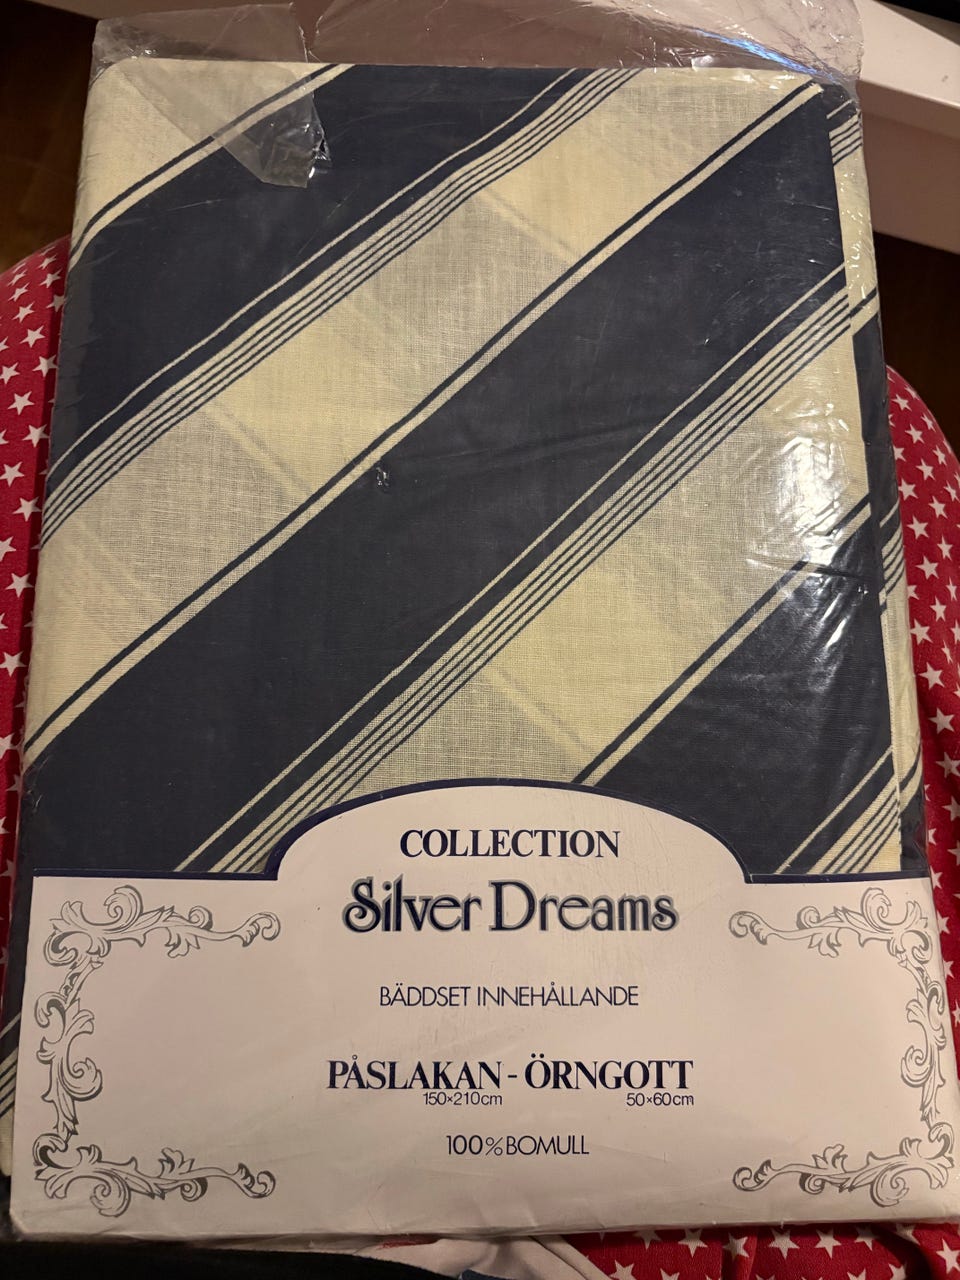 COLLECTION
Silver Dreams
BÄDDSET INNEHÅLLANDE
PÅSLAKAN - ÖRNGOTT
150×210cm 50×60cm
100% BOMULL